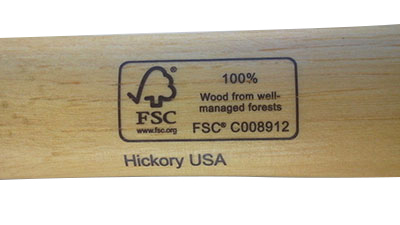 FSC
www.fsc.org
100%
Wood from well-
managed forests
FSC® C008912
Hickory USA